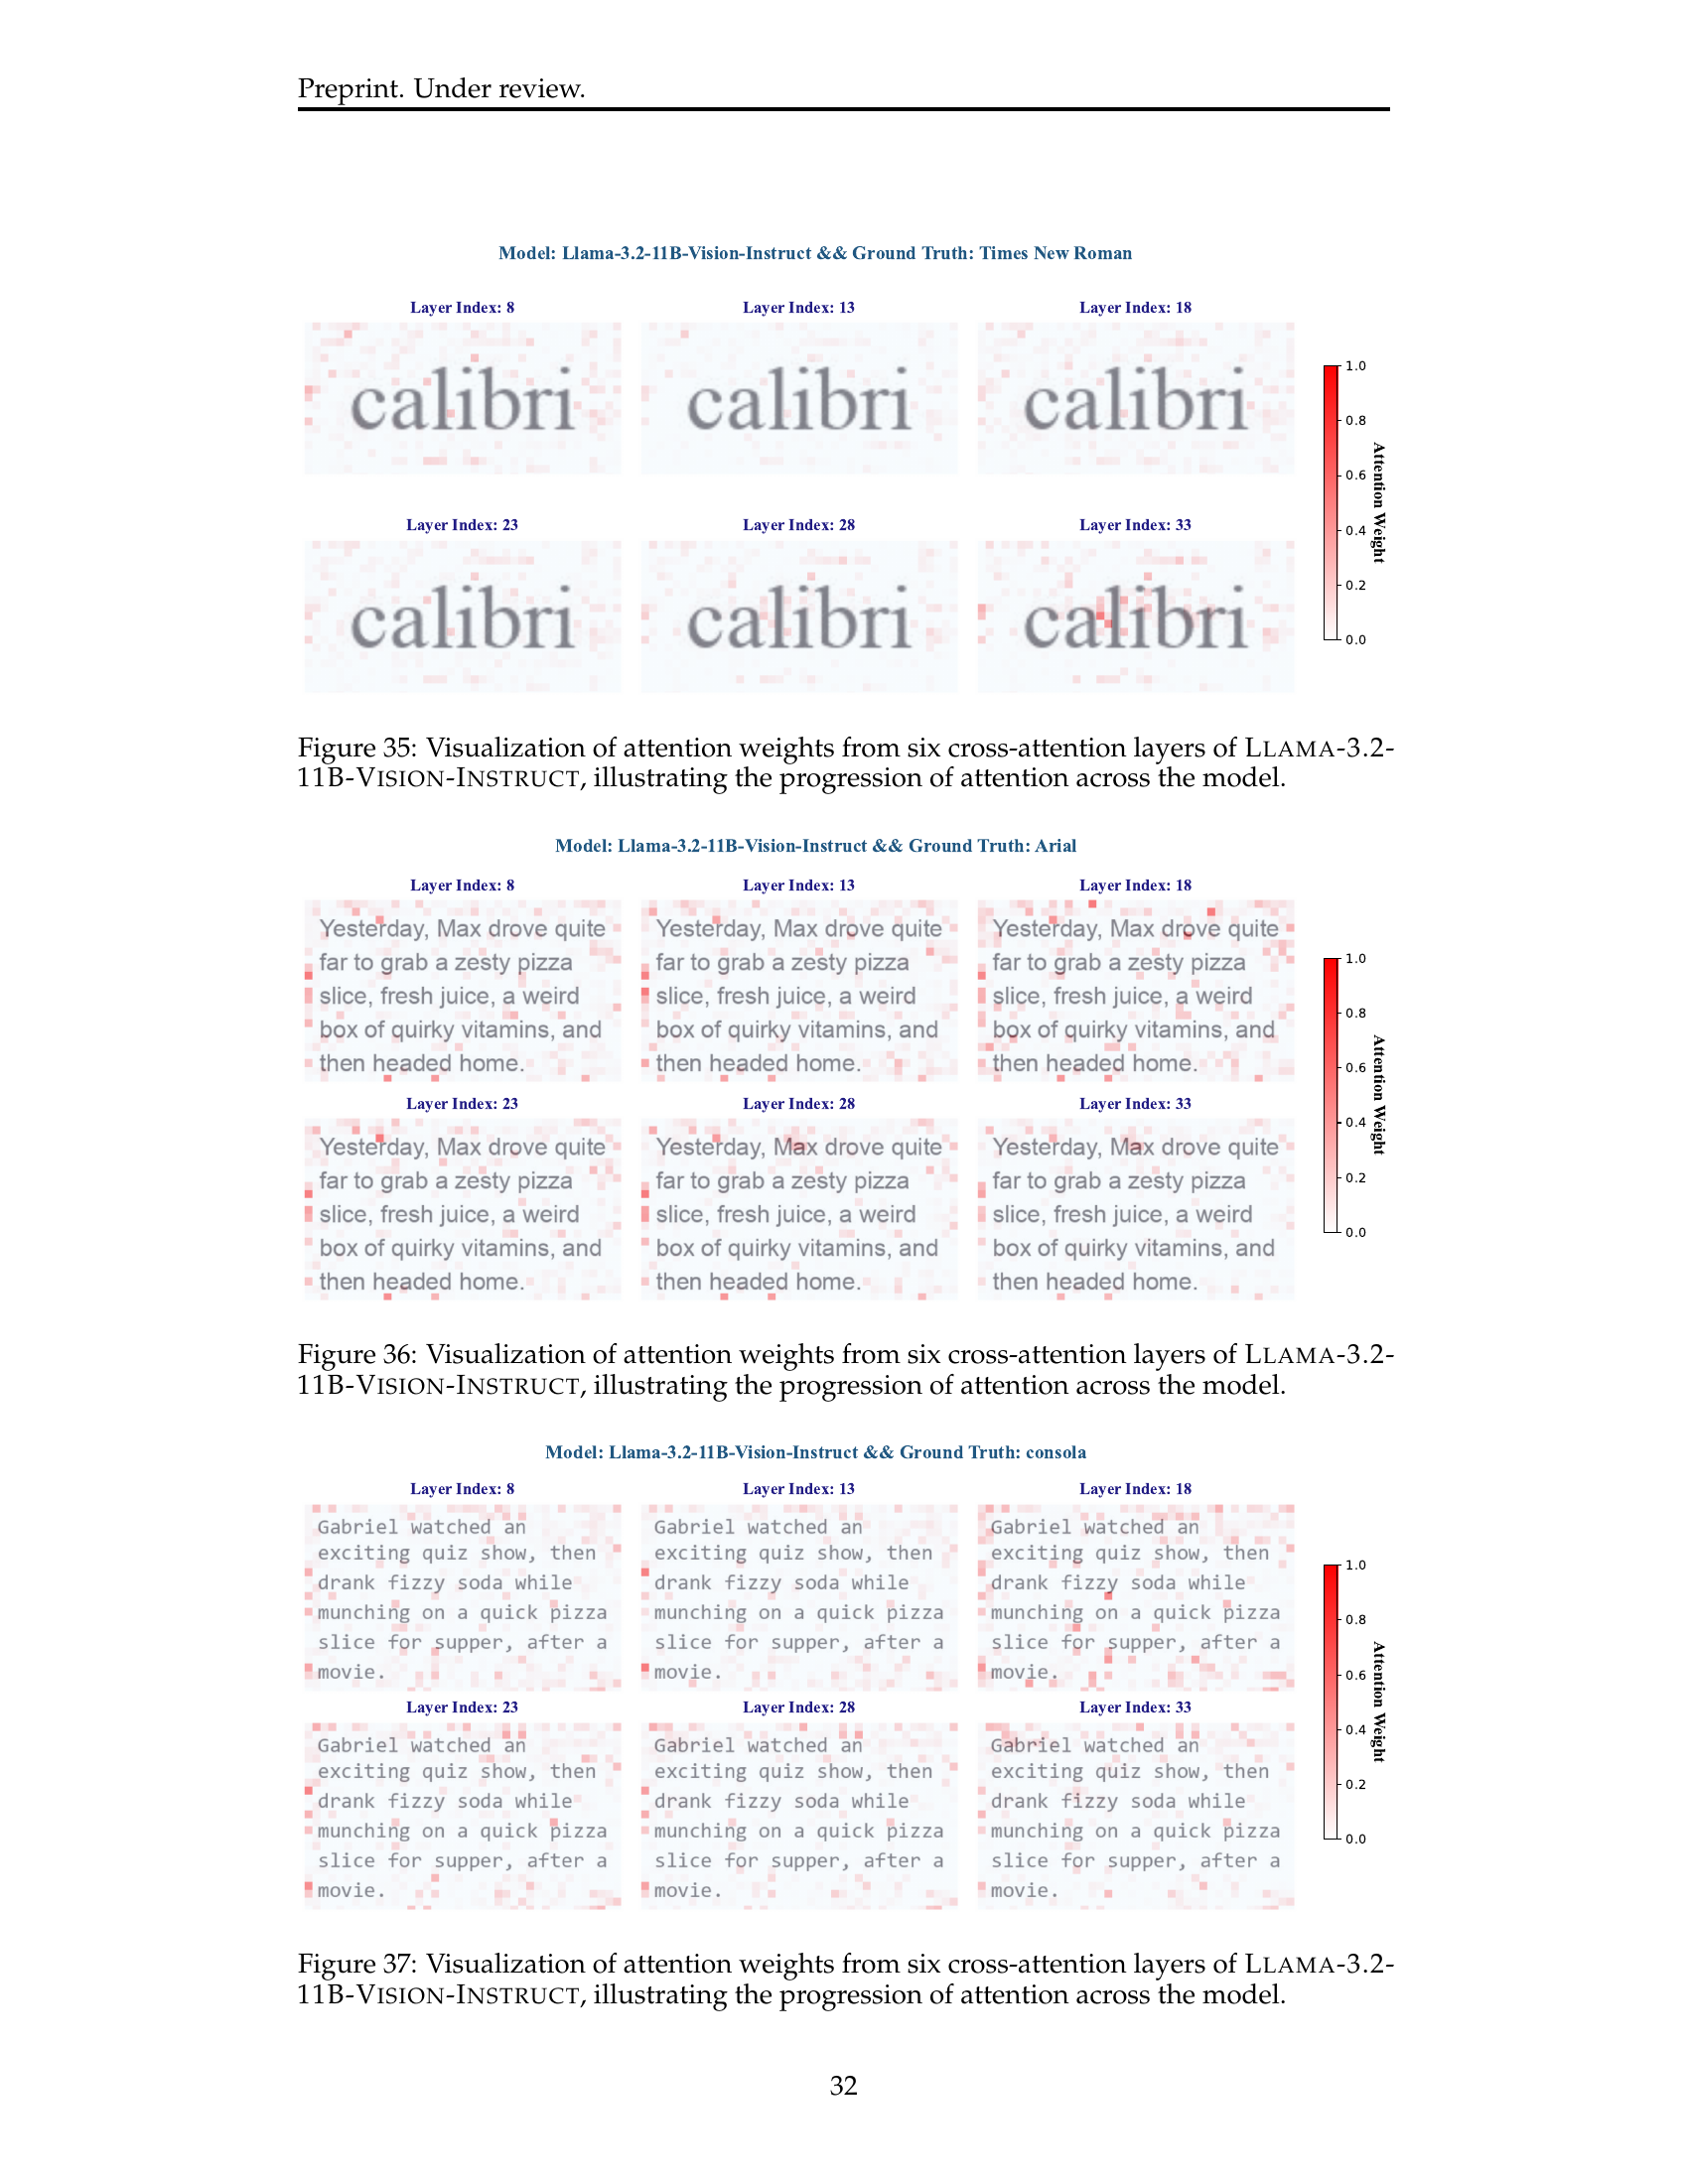 Preprint. Under review.
Model: Llama-3.2-11B-Vision-Instruct && Ground Truth: Times New Roman
Layer Index: 8
Layer Index: 13
Layer Index: 18
calibri
calibri
calibri
Layer Index: 23
Layer Index: 28
Layer Index: 33
calibri
calibri
calibri
1.0
0.8
0.6
0.4
0.2
0.0
Attention Weight
Figure 35: Visualization of attention weights from six cross-attention layers of LLAMA-3.2-
11B-VISION-INSTRUCT, illustrating the progression of attention across the model.
Model: Llama-3.2-11B-Vision-Instruct && Ground Truth: Arial
Layer Index: 8
Layer Index: 13
Layer Index: 18
Yesterday, Max drove quite
far to grab a zesty pizza
slice, fresh juice, a weird
box of quirky vitamins, and
then headed home.
Yesterday, Max drove quite
far to grab a zesty pizza
slice, fresh juice, a weird
box of quirky vitamins, and
then headed home.
Yesterday, Max drove quite
far to grab a zesty pizza
slice, fresh juice, a weird
box of quirky vitamins, and
then headed home.
Layer Index: 23
Layer Index: 28
Layer Index: 33
Yesterday, Max drove quite
far to grab a zesty pizza
slice, fresh juice, a weird
box of quirky vitamins, and
then headed home.
Yesterday, Max drove quite
far to grab a zesty pizza
slice, fresh juice, a weird
box of quirky vitamins, and
then headed home.
Yesterday, Max drove quite
far to grab a zesty pizza
slice, fresh juice, a weird
box of quirky vitamins, and
then headed home.
1.0
0.8
0.6
0.4
0.2
0.0
Attention Weight
Figure 36: Visualization of attention weights from six cross-attention layers of LLAMA-3.2-
11B-VISION-INSTRUCT, illustrating the progression of attention across the model.
Model: Llama-3.2-11B-Vision-Instruct && Ground Truth: consola
Layer Index: 8
Layer Index: 13
Layer Index: 18
Gabriel watched an
exciting quiz show, then
drank fizzy soda while
munching on a quick pizza
slice for supper, after a
movie.
Gabriel watched an
exciting quiz show, then
drank fizzy soda while
munching on a quick pizza
slice for supper, after a
movie.
Gabriel watched an
exciting quiz show, then
drank fizzy soda while
munching on a quick pizza
slice for supper, after a
movie.
Layer Index: 23
Layer Index: 28
Layer Index: 33
Gabriel watched an
exciting quiz show, then
drank fizzy soda while
munching on a quick pizza
slice for supper, after a
movie.
Gabriel watched an
exciting quiz show, then
drank fizzy soda while
munching on a quick pizza
slice for supper, after a
movie.
Gabriel watched an
exciting quiz show, then
drank fizzy soda while
munching on a quick pizza
slice for supper, after a
movie.
1.0
0.8
0.6
0.4
0.2
0.0
Attention Weight
Figure 37: Visualization of attention weights from six cross-attention layers of LLAMA-3.2-
11B-VISION-INSTRUCT, illustrating the progression of attention across the model.
32